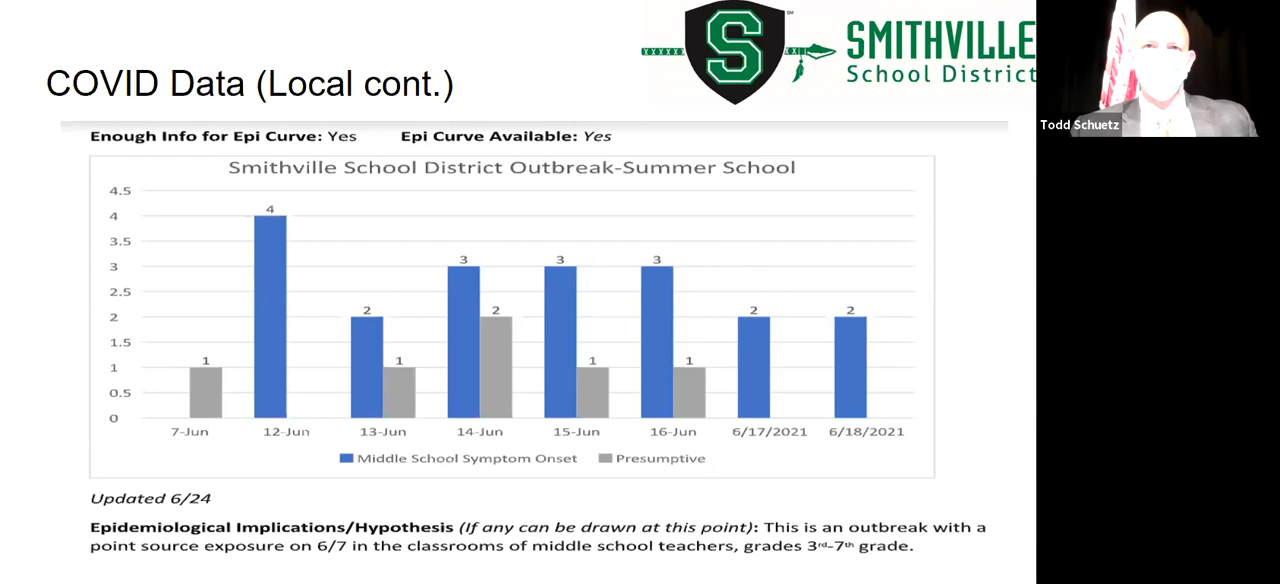 S
SM
SMITHVILLE
School District
COVID Data (Local cont.)
Todd Schuetz
Enough Info for Epi Curve: Yes Epi Curve Available: Yes
Smithville School District Outbreak-Summer School
4.5
4
3.5
3
2.5
2
1.5
1
0.5
0
1
4
2
1
3
2
3
1
3
1
2
2
7-Jun 12-Jun 13-Jun 14-Jun 15-Jun 16-Jun 6/17/2021 6/18/2021
Middle School Symptom Onset Presumptive
Updated 6/24
Epidemiological Implications/Hypothesis (If any can be drawn at this point): This is an outbreak with a
point source exposure on 6/7 in the classrooms of middle school teachers, grades 3rd-7th grade.